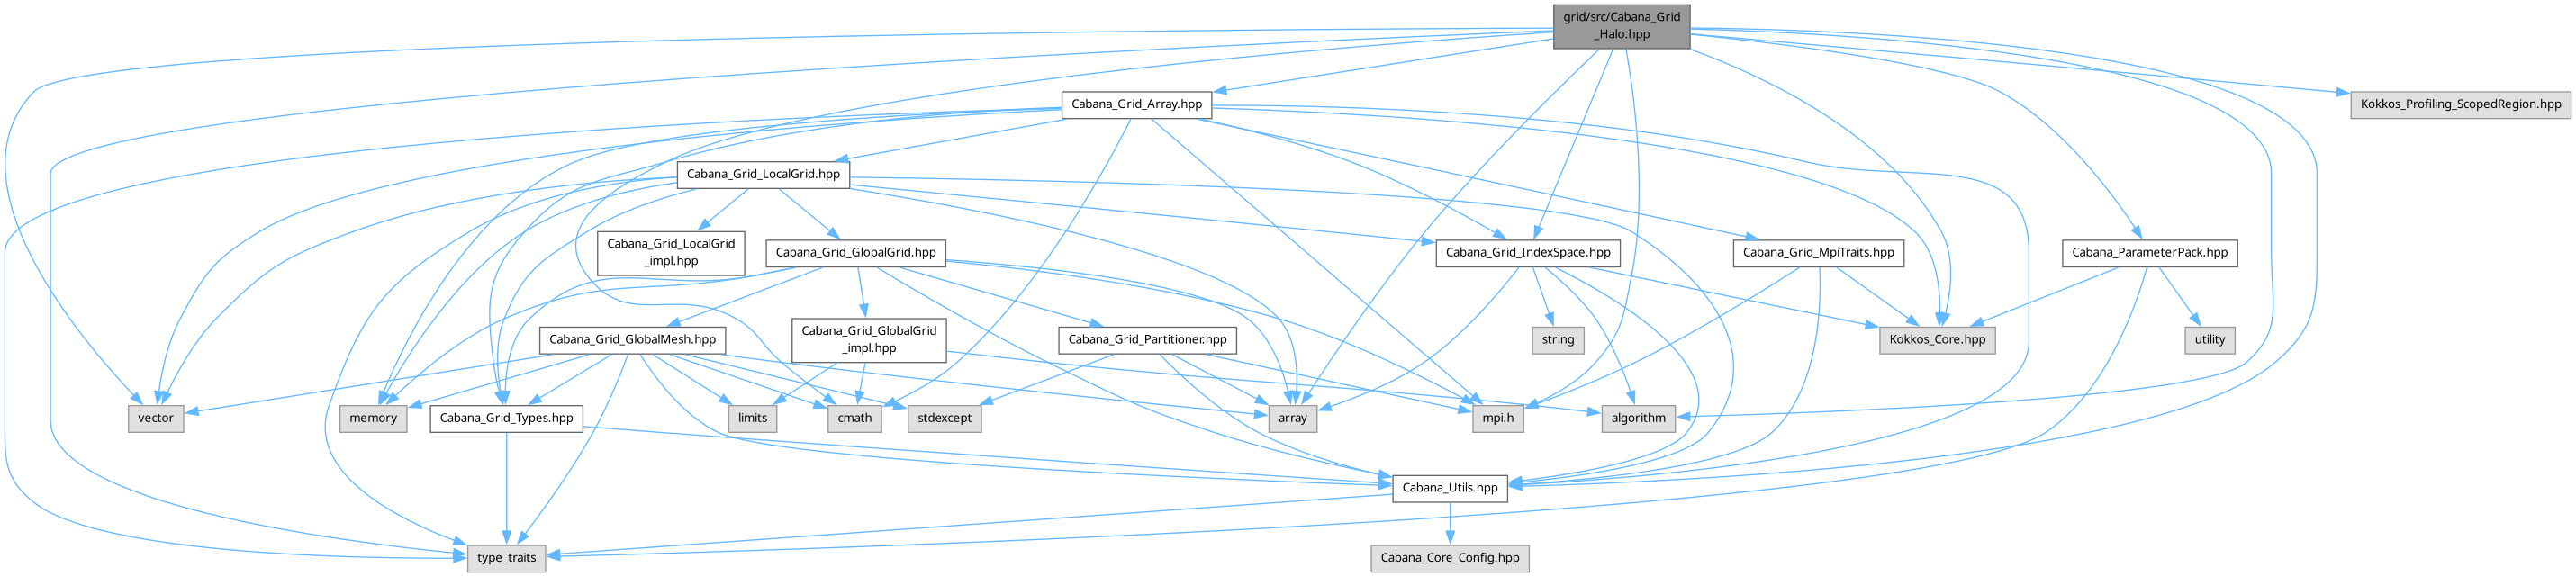 grid/src/Cabana_Grid
_Halo.hpp
Cabana_Grid_Array.hpp
Kokkos_Profiling_ScopedRegion.hpp
Cabana_Grid_LocalGrid.hpp
Cabana_Grid_LocalGrid
_impl.hpp
Cabana_Grid_GlobalGrid.hpp
Cabana_Grid_IndexSpace.hpp
Cabana_Grid_MpiTraits.hpp
Cabana_ParameterPack.hpp
Cabana_Grid_GlobalMesh.hpp
Cabana_Grid_GlobalGrid
_impl.hpp
Cabana_Grid_Partitioner.hpp
string
Kokkos_Core.hpp
utility
vector
memory
Cabana_Grid_Types.hpp
limits
cmath
stdexcept
array
mpi.h
algorithm
Cabana_Utils.hpp
type_traits
Cabana_Core_Config.hpp